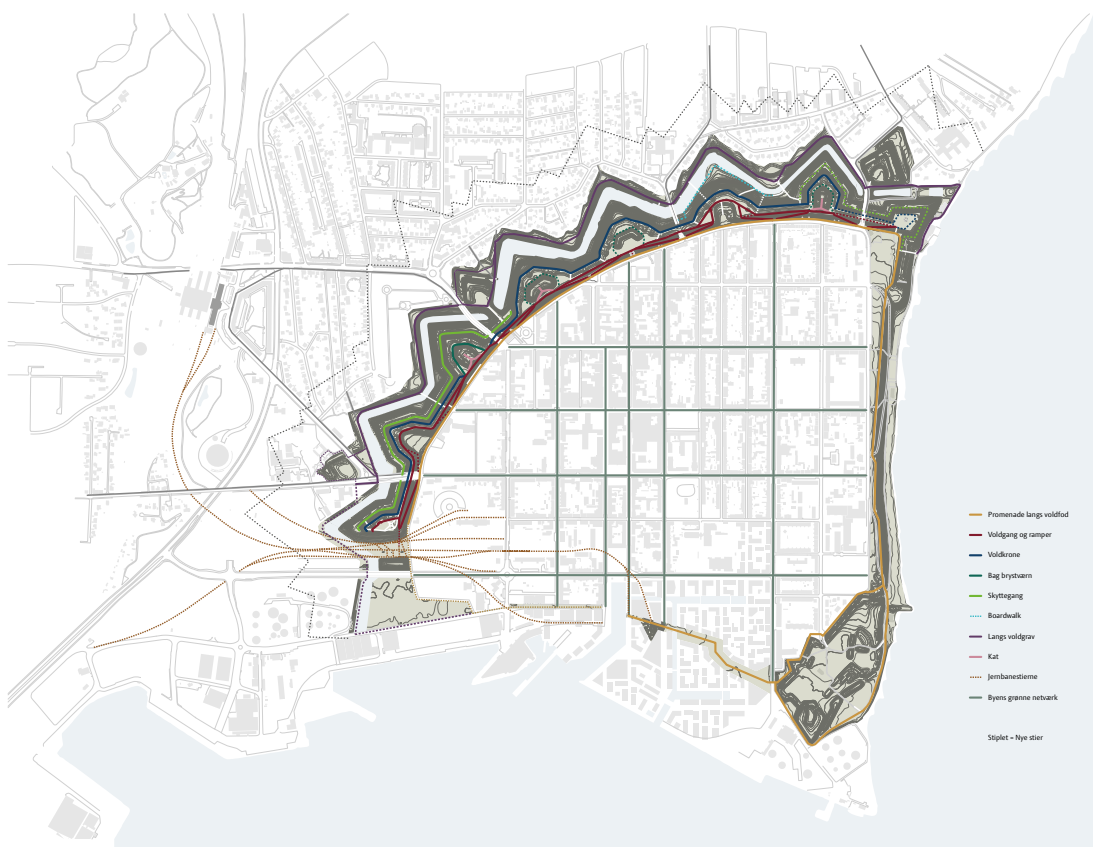 Promenade langs voldfod
Voldgang og ramper
Voldkrone
Bag brystværn
Skyttegang
Boardwalk
Langs voldgrav
Kat
Jernbanestierne
Byens grønne netværk
Stiplet = Nye stier